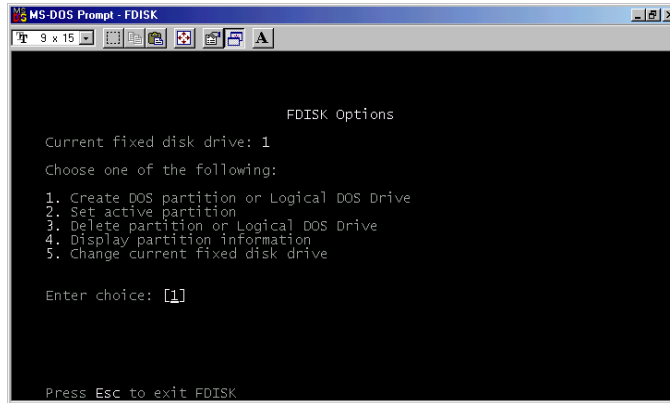 MS-DOS Prompt - FDISK
9 x 15
A
FDISK Options
Current fixed disk drive: 1
Choose one of the following:
1. Create DOS partition or Logical DOS Drive
2. Set active partition
3. Delete partition or Logical DOS Drive
4. Display partition information
5. Change current fixed disk drive
Enter choice: [1]
Press Esc to exit FDISK